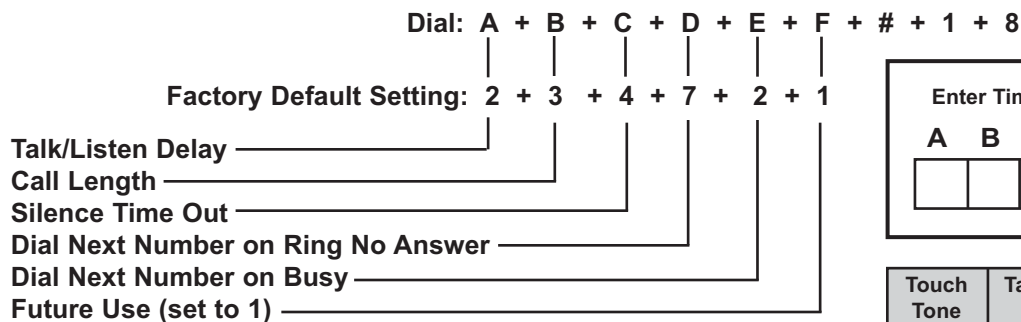 Dial: A + B + C + D + E + F + # + 1 + 8
Factory Default Setting: 2 + 3 + 4 + 7 + 2 + 1
Talk/Listen Delay
Call Length
Silence Time Out
Dial Next Number on Ring No Answer
Dial Next Number on Busy
Future Use (set to 1)
Enter
A B
Touch
Tone